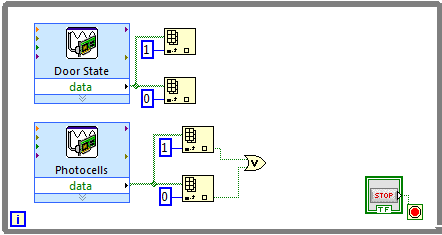 Door State
data
1
0
Photocells
data
1
0
V
STOP
TF
i